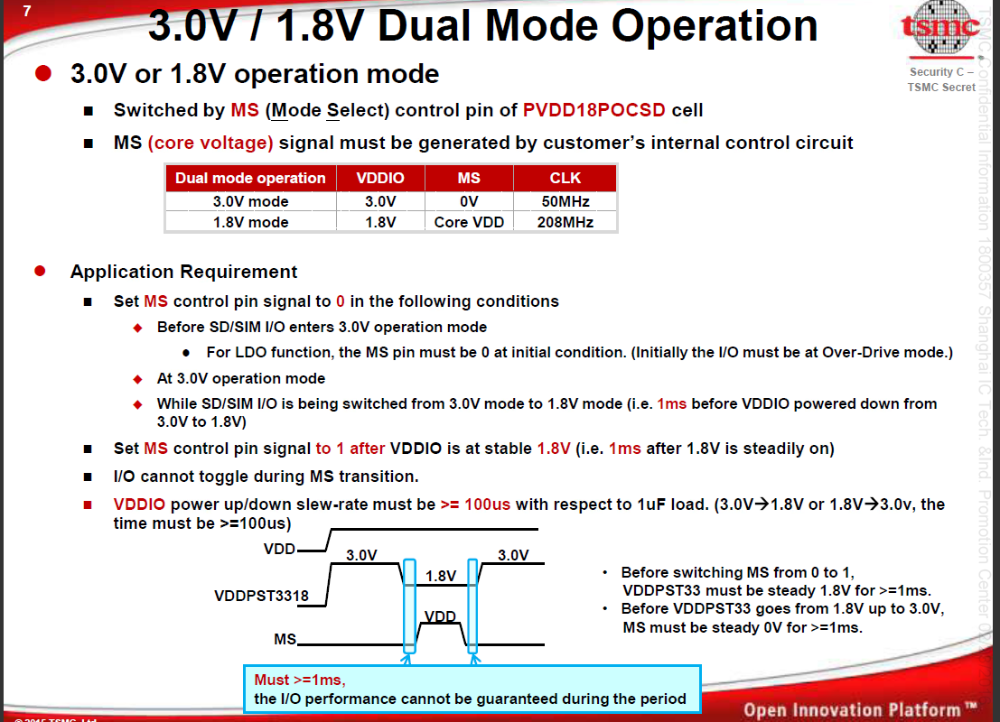 7
3.0V / 1.8V Dual Mode Operation
tsmc
Security C –
TSMC Secret
3.0V or 1.8V operation mode
Switched by MS (Mode Select) control pin of PVDD18POCSD cell
MS (core voltage) signal must be generated by customer’s internal control circuit
Dual mode operation VDDIO MS CLK
3.0V mode 3.0V 0V 50MHz
1.8V mode 1.8V Core VDD 208MHz
Application Requirement
Set MS control pin signal to 0 in the following conditions
Before SD/SIM I/O enters 3.0V operation mode
For LDO function, the MS pin must be 0 at initial condition. (Initially the I/O must be at Over-Drive mode.)
At 3.0V operation mode
While SD/SIM I/O is being switched from 3.0V mode to 1.8V mode (i.e. 1ms before VDDIO powered down from
3.0V to 1.8V)
Set MS control pin signal to 1 after VDDIO is at stable 1.8V (i.e. 1ms after 1.8V is steadily on)
I/O cannot toggle during MS transition.
VDDIO power up/down slew-rate must be >= 100us with respect to 1uF load. (3.0V→1.8V or 1.8V→3.0v, the
time must be >=100us)
VDD
3.0V
3.0V
1.8V
VDDPST3318
VDD
MS
Before switching MS from 0 to 1,
VDDPST33 must be steady 1.8V for >=1ms.
Before VDDPST33 goes from 1.8V up to 3.0V,
MS must be steady 0V for >=1ms.
Must >=1ms,
the I/O performance cannot be guaranteed during the period
Open Innovation Platform™
© 2015 TSMC, Ltd
TSMC Confidential Information 1800357 Shanghai IC Tech. &Ind. Promotion Center